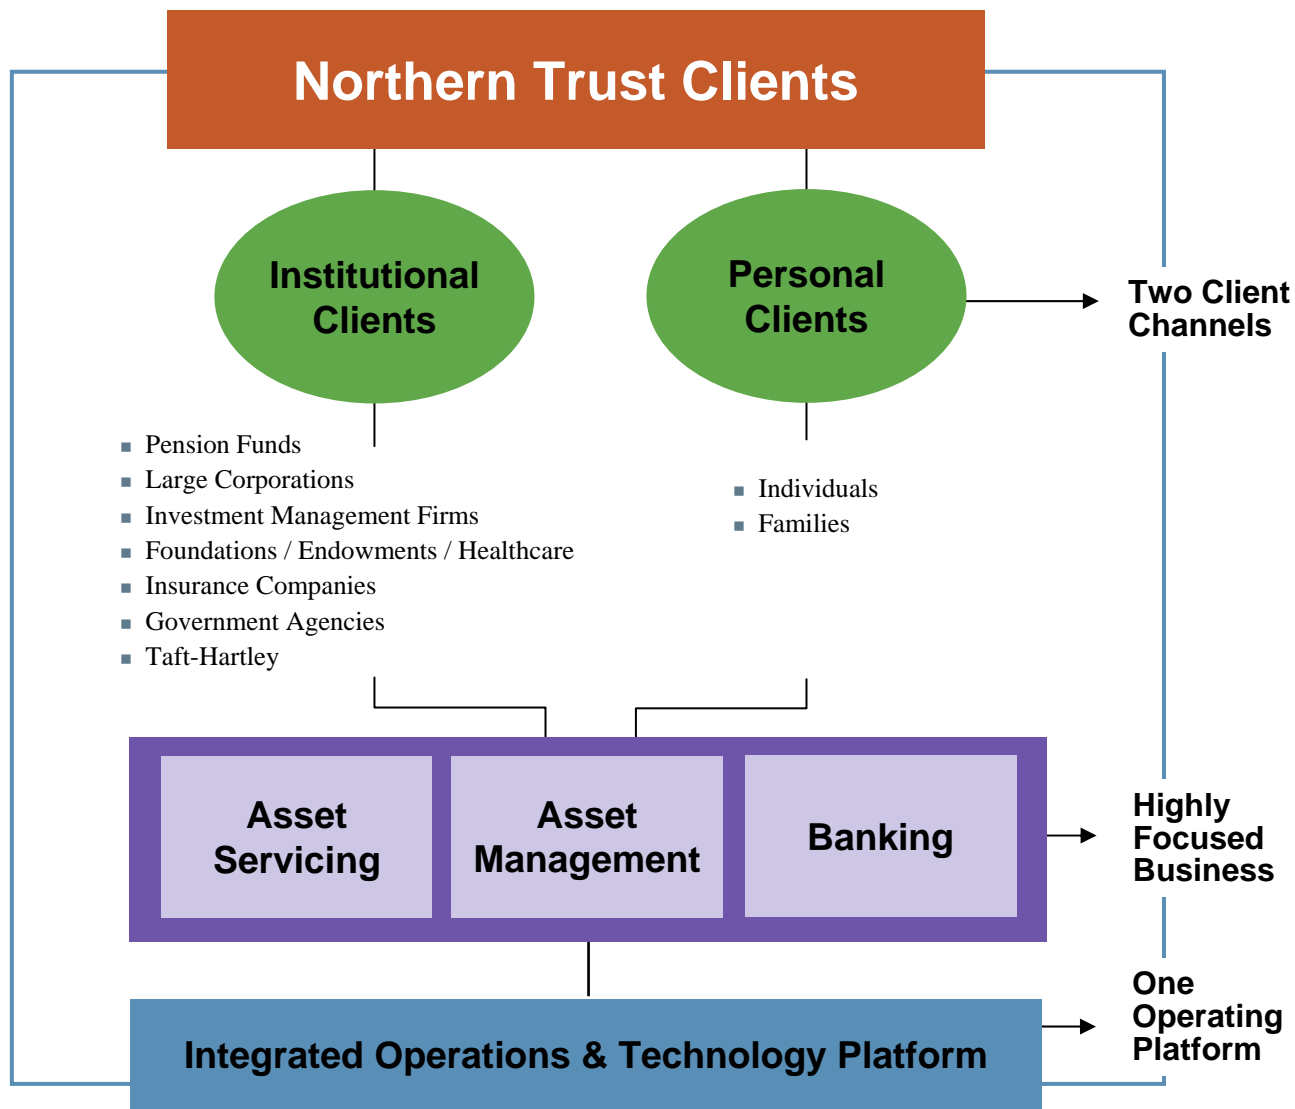 Northern Trust Clients
Institutional
Clients
Personal
Clients
Two Client
Channels
Pension Funds
Large Corporations
Investment Management Firms
Foundations / Endowments / Healthcare
Insurance Companies
Government Agencies
Taft-Hartley
Individuals
Families
Asset
Servicing
Asset
Management
Banking
Highly
Focused
Business
Integrated Operations & Technology Platform
One
Operating
Platform